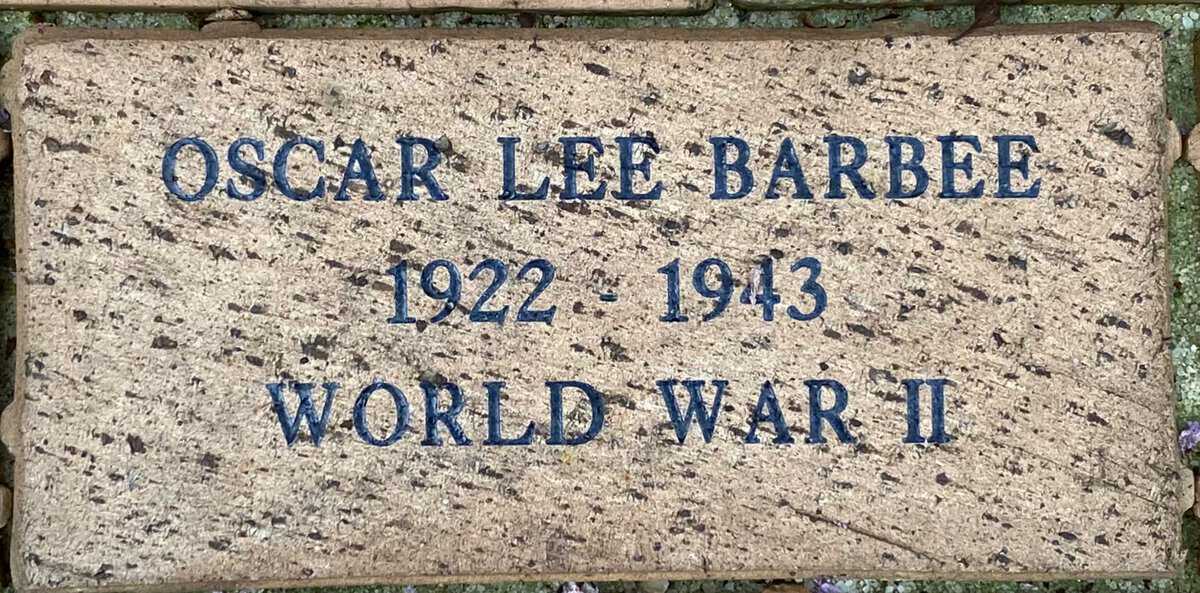 OSCAR LEE BARBEE
1922 - 1943
WORLD WAR II